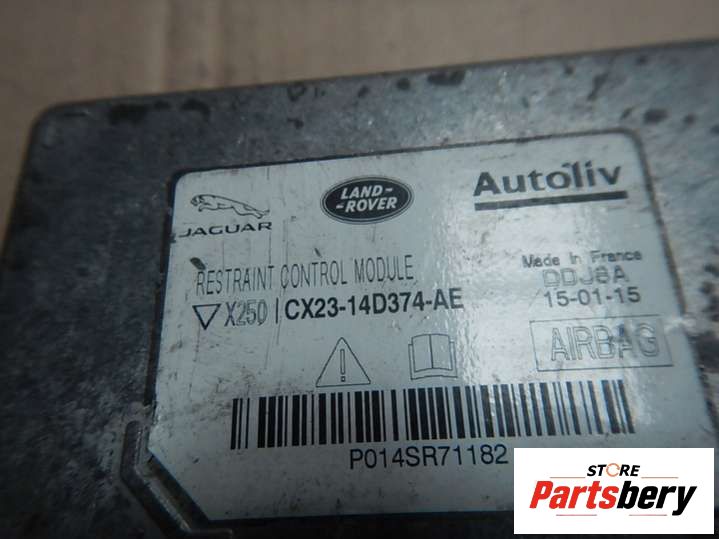 JAGUAR
LAND-
-ROVER
Autoliv
RESTRAINT CONTROL MODULE
X250 | CX23-14D374-AE
Made in France
15-01-15
AIRBAG
P014SR71182
STORE
Partsbery